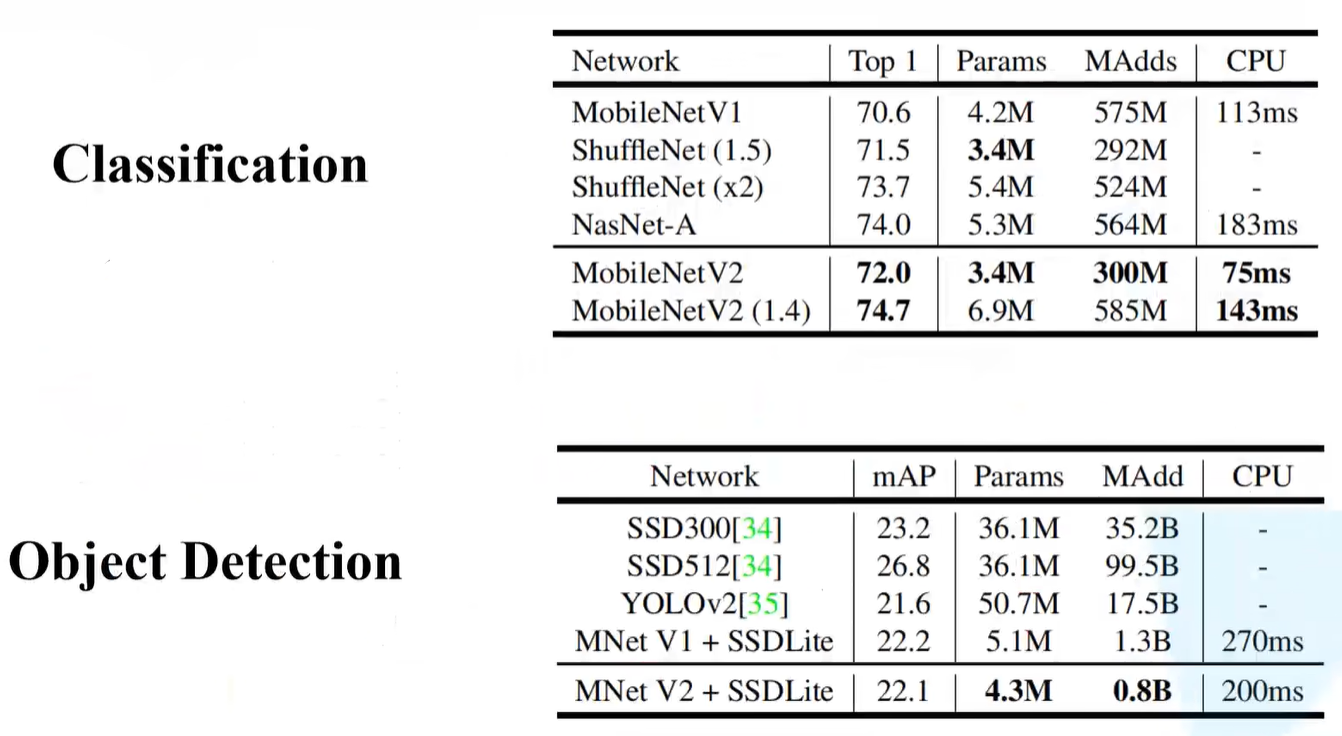 Classification
Network Top 1 Params MAdds CPU
MobileNetV1 70.6 4.2M 575M 113ms
ShuffleNet (1.5) 71.5 3.4M 292M -
ShuffleNet (x2) 73.7 5.4M 524M -
NasNet-A 74.0 5.3M 564M 183ms
MobileNetV2 72.0 3.4M 300M 75ms
MobileNetV2 (1.4) 74.7 6.9M 585M 143ms
Object Detection
Network mAP Params MAdd CPU
SSD300[34] 23.2 36.1M 35.2B -
SSD512[34] 26.8 36.1M 99.5B -
YOLOv2[35] 21.6 50.7M 17.5B -
MNet V1 + SSDLite 22.2 5.1M 1.3B 270ms
MNet V2 + SSDLite 22.1 4.3M 0.8B 200ms